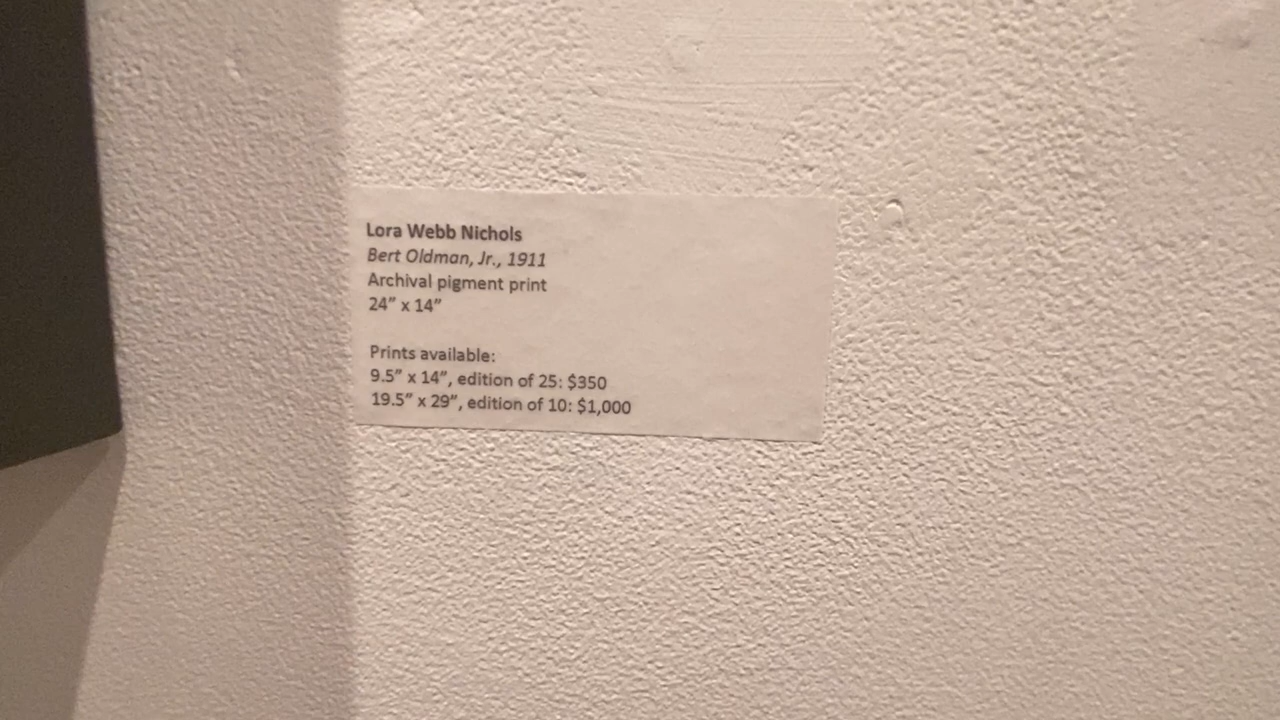 Lora Webb Nichols
Bert Oldman, Jr., 1911
Archival pigment print
24” x 14”
Prints available:
9.5” x 14”, edition of 25: $350
19.5” x 29”, edition of 10: $1,000